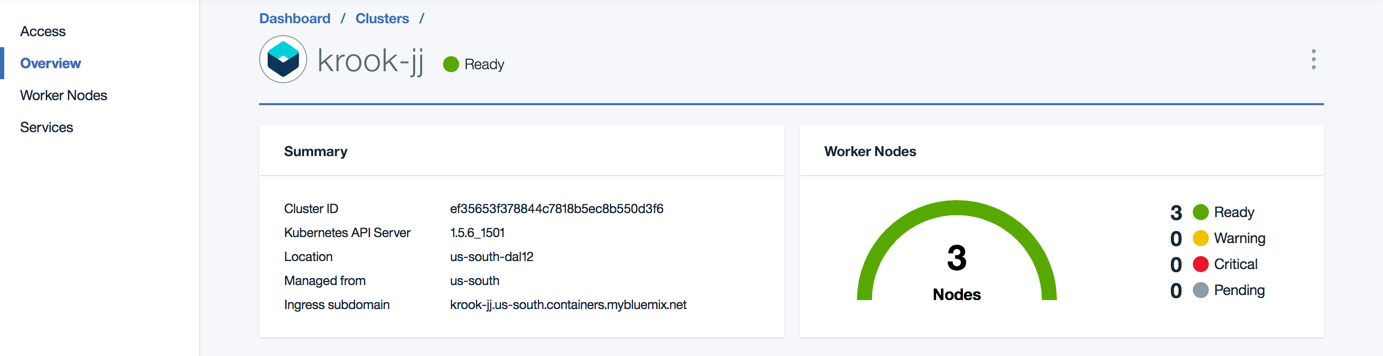 Access
Overview
Worker Nodes
Services
Dashboard / Clusters /
krook-jj Ready
Summary
Cluster ID ef35653f378844c7818b5ec8b550d3f6
Kubernetes API Server 1.5.6_1501
Location us-south-dal12
Managed from us-south
Ingress subdomain krook-jj.us-south.containers.mybluemix.net
Worker Nodes
3
Nodes
3 Ready
0 Warning
0 Critical
0 Pending